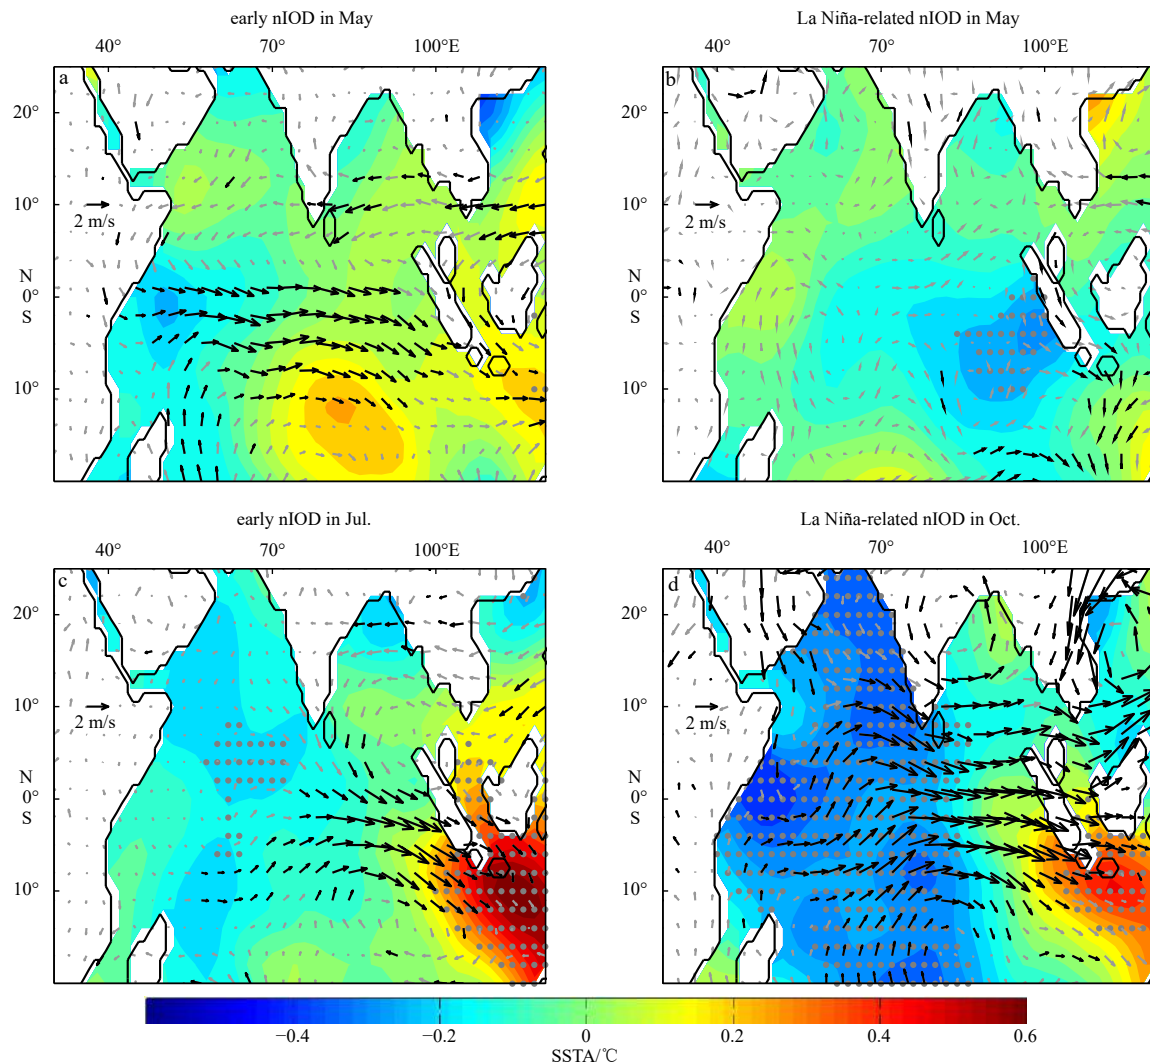 early nIOD in May
La Niña-related nIOD in May
40° 70° 100°E
40° 70° 100°E
a
b
20°
20°
10°
10°
2 m/s
2 m/s
N
N
0°
0°
S
S
10°
10°
early nIOD in Jul.
La Niña-related nIOD in Oct.
40° 70° 100°E
40° 70° 100°E
c
d
20°
20°
10°
10°
2 m/s
2 m/s
N
N
0°
0°
S
S
10°
10°
−0.4 −0.2 0 0.2 0.4 0.6
SSTA/℃